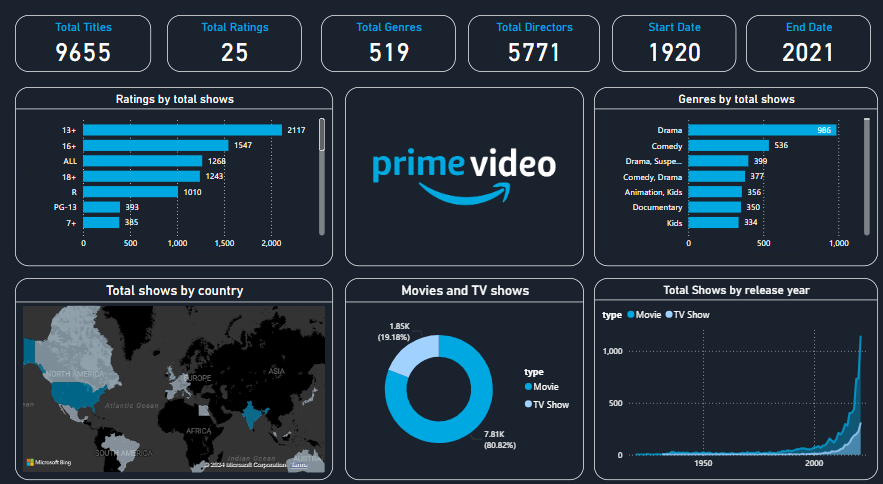 Total Titles
9655
Total Ratings
25
Total Genres
519
Total Directors
5771
Start Date
1920
End Date
2021
Ratings by total shows
13+ 2117
16+ 1547
ALL 1268
18+ 1243
R 1010
PG-13 393
7+ 385
0 500 1,000 1,500 2,000
prime video
Genres by total shows
Drama 986
Comedy 536
Drama, Suspe... 399
Comedy, Drama 377
Animation, Kids 356
Documentary 350
Kids 334
0 500 1,000
Total shows by country
NORTH AMERICA
EUROPE
ASIA
Atlantic Ocean
AFRICA
SOUTH AMERICA
Indian Ocean
Microsoft Bing
© 2024 Microsoft Corporation
Movies and TV shows
1.85K
(19.18%)
7.81K
(80.82%)
type
Movie
TV Show
Total Shows by release year
type Movie TV Show
1,000
500
0
1950 2000